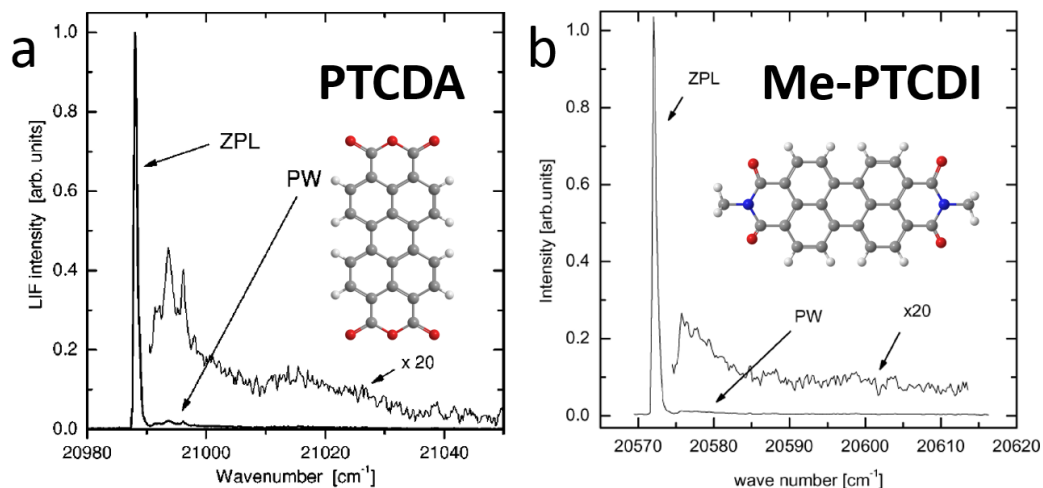 a
PTCDA
ZPL
PW
x 20
LIF intensity [arb. units]
1.0
0.8
0.6
0.4
0.2
0.0
20980 21000 21020 21040
Wavenumber [cm⁻¹]
b
Me-PTCDI
ZPL
PW
x20
Intensity [arb.units]
1.0
0.8
0.6
0.4
0.2
0.0
20570 20580 20590 20600 20610 20620
wave number [cm⁻¹]